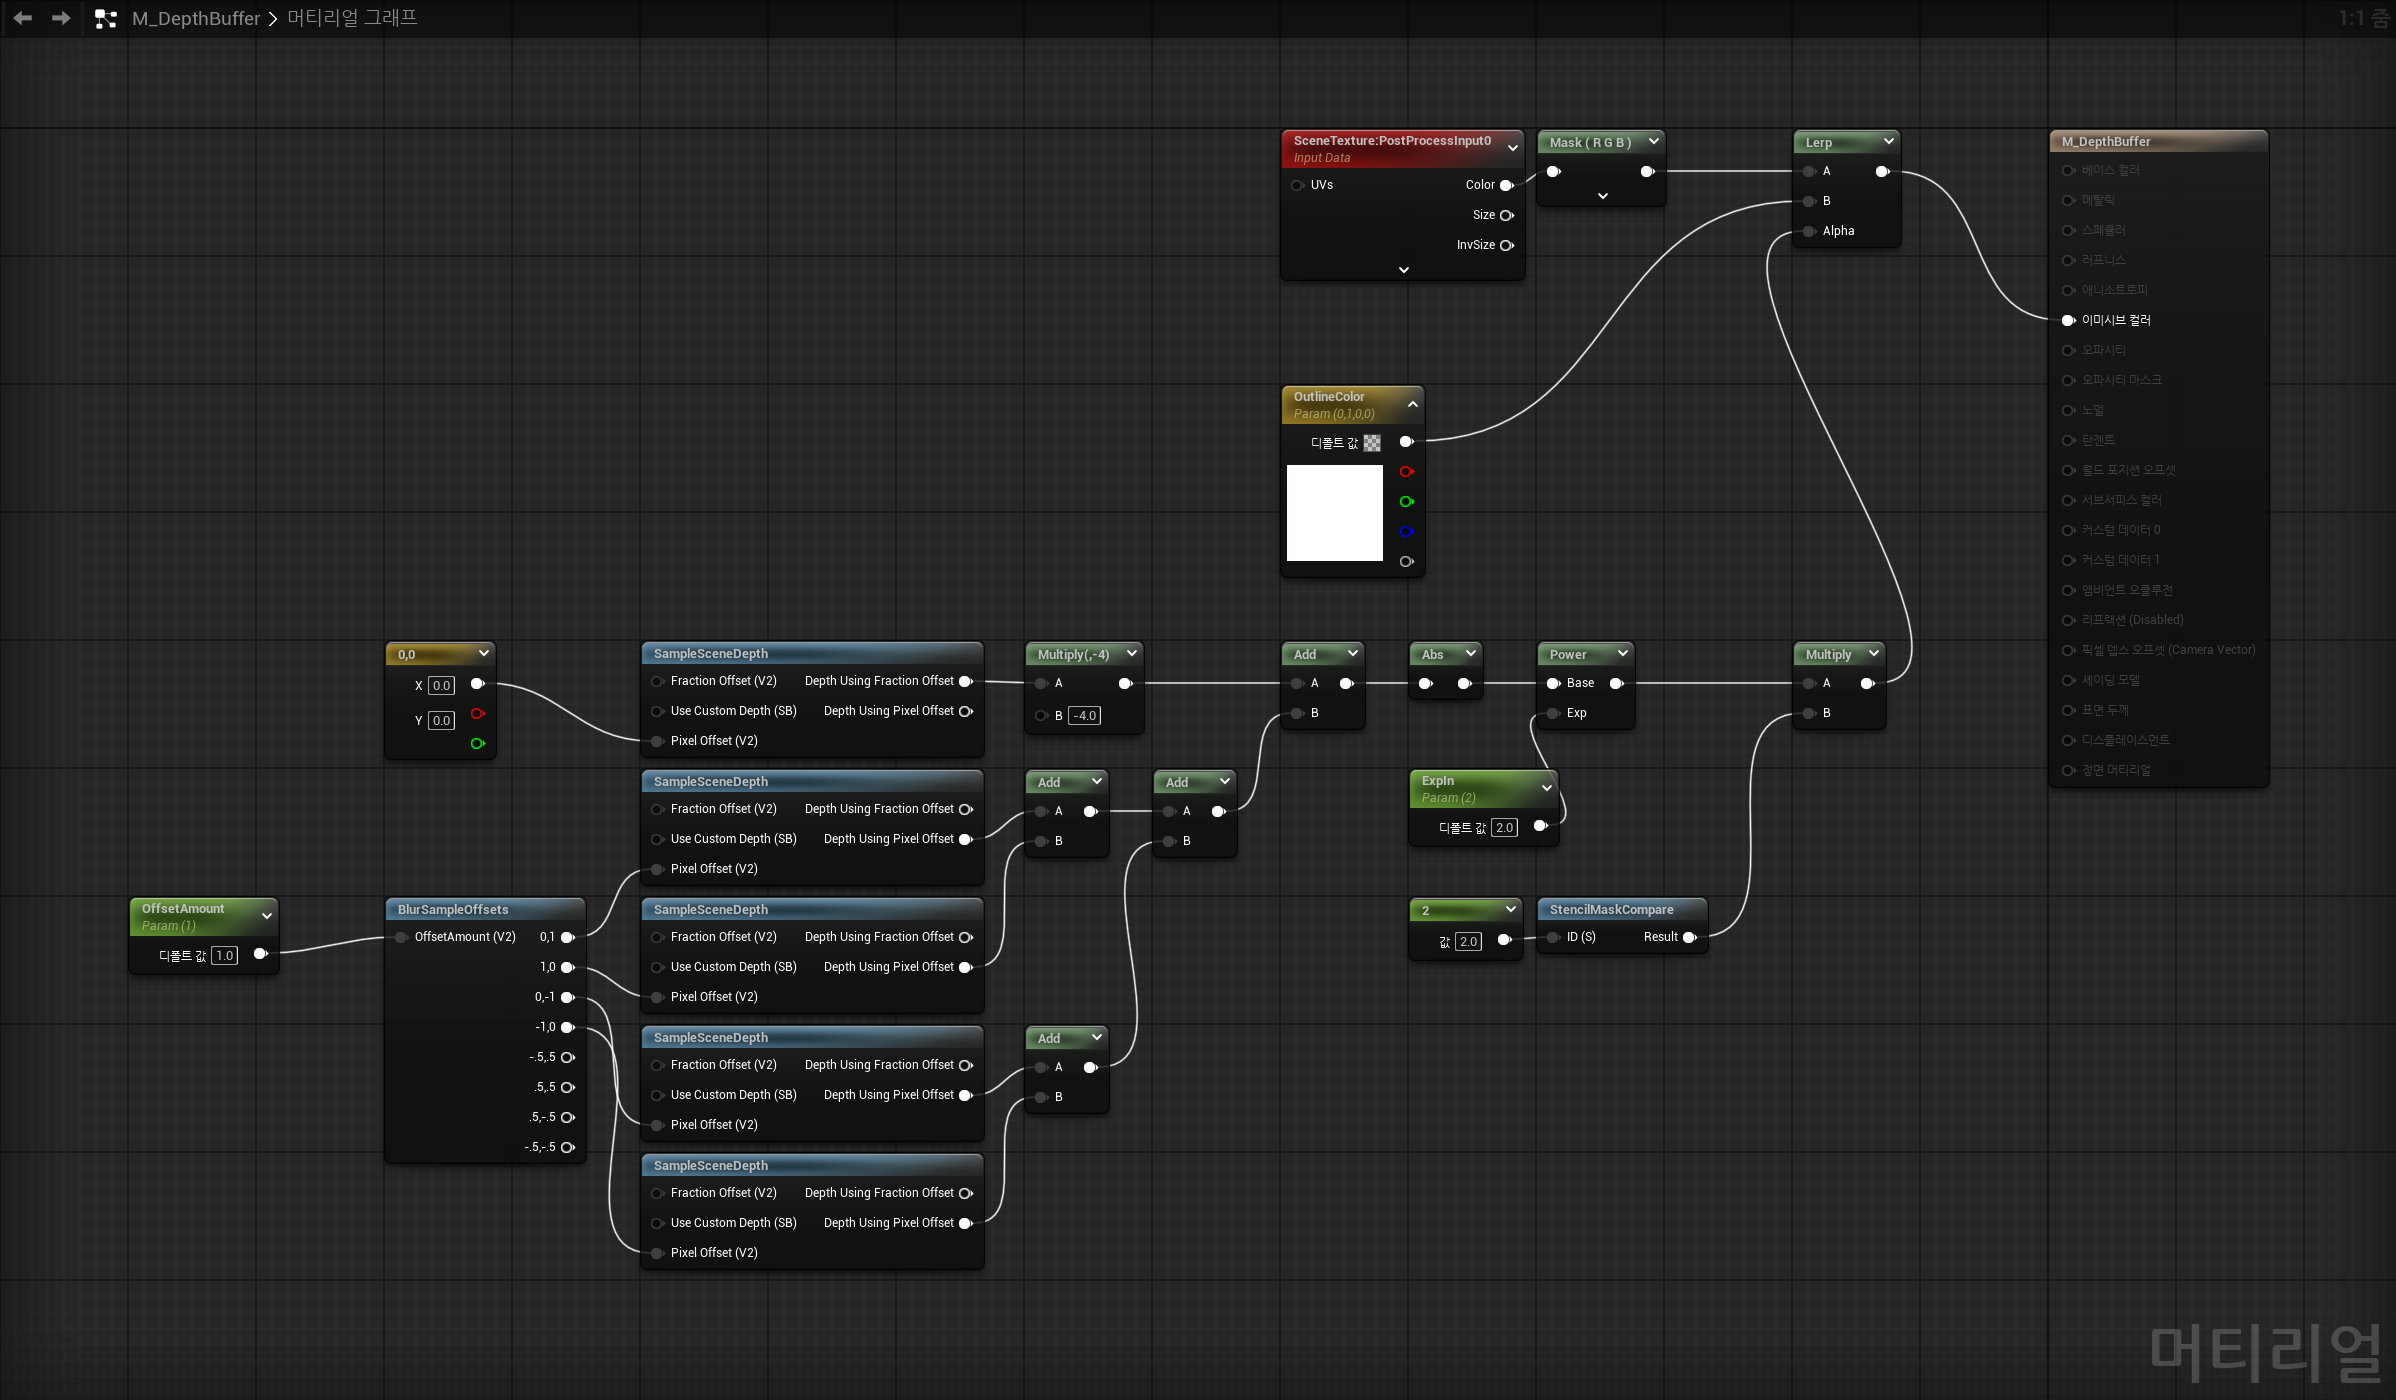 M_DepthBuffer > 머티리얼 그래프
1:1 줌
SceneTexture:PostProcessInput0
Input Data
UVs
Color
Size
InvSize
Mask ( R G B )
Lerp
A
B
Alpha
M_DepthBuffer
베이스 컬러
메탈릭
스페큘러
러프니스
애니소트로피
이미시브 컬러
오파시티
오파시티 마스크
노멀
탄젠트
월드 포지션 오프셋
서브서피스 컬러
커스텀 데이터 0
커스텀 데이터 1
앰비언트 오클루전
리프랙션 (Disabled)
픽셀 뎁스 오프셋 (Camera Vector)
셰이딩 모델
표면 두께
디스플레이스먼트
정면 머티리얼
OutlineColor
Param (0,1,0,0)
디폴트 값
0,0
X 0.0
Y 0.0
SampleSceneDepth
Fraction Offset (V2) Depth Using Fraction Offset
Use Custom Depth (SB) Depth Using Pixel Offset
Pixel Offset (V2)
Multiply(,-4)
A
B -4.0
Add
A
B
Abs
Power
Base
Exp
Multiply
A
B
SampleSceneDepth
Fraction Offset (V2) Depth Using Fraction Offset
Use Custom Depth (SB) Depth Using Pixel Offset
Pixel Offset (V2)
Add
A
B
Add
A
B
ExpIn
Param (2)
디폴트 값 2.0
OffsetAmount
Param (1)
디폴트 값 1.0
BlurSampleOffsets
OffsetAmount (V2) 0,1
1,0
0,-1
-1,0
-.5,.5
.5,.5
.5,-.5
-.5,-.5
SampleSceneDepth
Fraction Offset (V2) Depth Using Fraction Offset
Use Custom Depth (SB) Depth Using Pixel Offset
Pixel Offset (V2)
2
값 2.0
StencilMaskCompare
ID (S) Result
SampleSceneDepth
Fraction Offset (V2) Depth Using Fraction Offset
Use Custom Depth (SB) Depth Using Pixel Offset
Pixel Offset (V2)
Add
A
B
SampleSceneDepth
Fraction Offset (V2) Depth Using Fraction Offset
Use Custom Depth (SB) Depth Using Pixel Offset
Pixel Offset (V2)
머티리얼